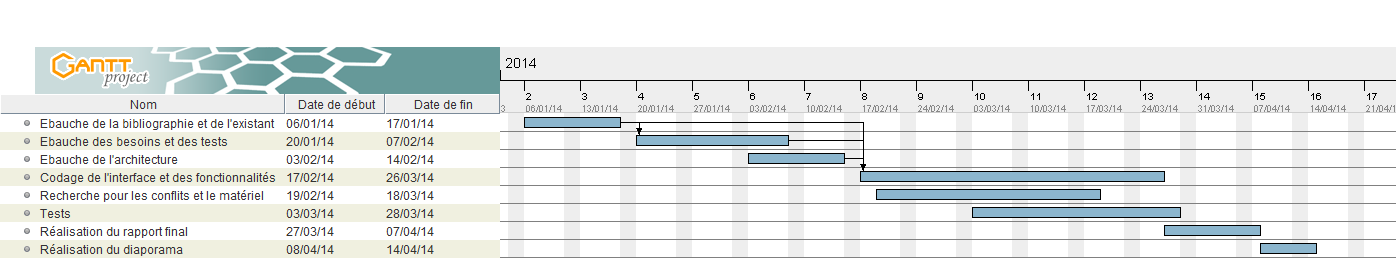 GANTT
project
2014
Nom Date de début Date de fin
2 3 4 5 6 7 8 9 10 11 12 13 14 15 16 17
3 06/01/14 13/01/14 20/01/14 27/01/14 03/02/14 10/02/14 17/02/14 24/02/14 03/03/14 10/03/14 17/03/14 24/03/14 31/03/14 07/04/14 14/04/14 21/04/1
Ebauche de la bibliographie et de l'existant 06/01/14 17/01/14
Ebauche des besoins et des tests 20/01/14 07/02/14
Ebauche de l'architecture 03/02/14 14/02/14
Codage de l'interface et des fonctionnalités 17/02/14 26/03/14
Recherche pour les conflits et le matériel 19/02/14 18/03/14
Tests 03/03/14 28/03/14
Réalisation du rapport final 27/03/14 07/04/14
Réalisation du diaporama 08/04/14 14/04/14